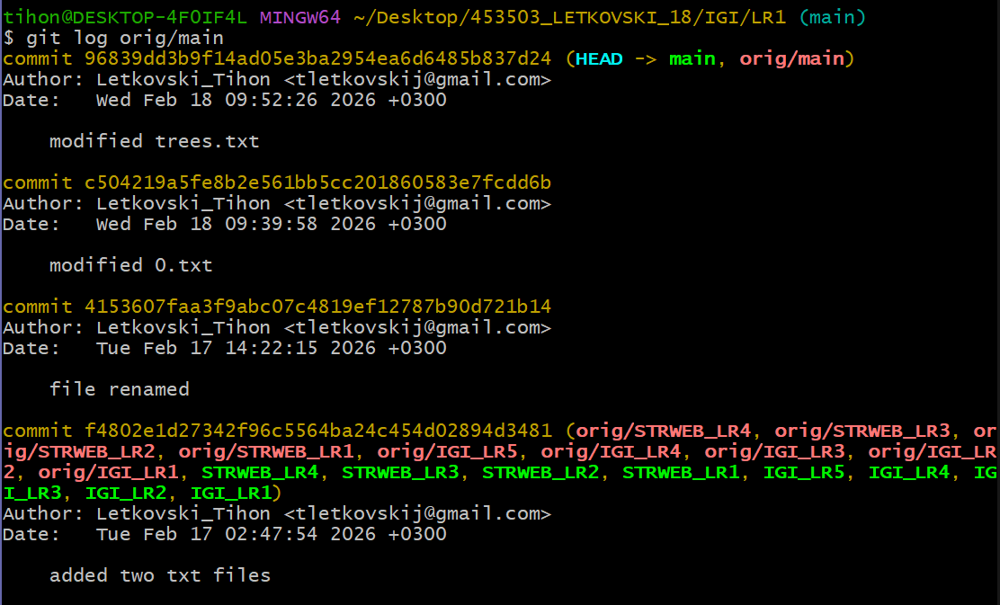 tihon@DESKTOP-4F0IF4L MINGW64 ~/Desktop/453503_LETKOVSKI_18/IGI/LR1 (main)
$ git log orig/main
commit 96839dd3b9f14ad05e3ba2954ea6d6485b837d24 (HEAD -> main, orig/main)
Author: Letkovski_Tihon <tletkovskij@gmail.com>
Date:   Wed Feb 18 09:52:26 2026 +0300
    modified trees.txt
commit c504219a5fe8b2e561bb5cc201860583e7fcdd6b
Author: Letkovski_Tihon <tletkovskij@gmail.com>
Date:   Wed Feb 18 09:39:58 2026 +0300
    modified 0.txt
commit 4153607faa3f9abc07c4819ef12787b90d721b14
Author: Letkovski_Tihon <tletkovskij@gmail.com>
Date:   Tue Feb 17 14:22:15 2026 +0300
    file renamed
commit f4802e1d27342f96c5564ba24c454d02894d3481 (orig/STRWEB_LR4, orig/STRWEB_LR3, or
ig/STRWEB_LR2, orig/STRWEB_LR1, orig/IGI_LR5, orig/IGI_LR4, orig/IGI_LR3, orig/IGI_LR
2, orig/IGI_LR1, STRWEB_LR4, STRWEB_LR3, STRWEB_LR2, STRWEB_LR1, IGI_LR5, IGI_LR4, IG
I_LR3, IGI_LR2, IGI_LR1)
Author: Letkovski_Tihon <tletkovskij@gmail.com>
Date:   Tue Feb 17 02:47:54 2026 +0300
    added two txt files